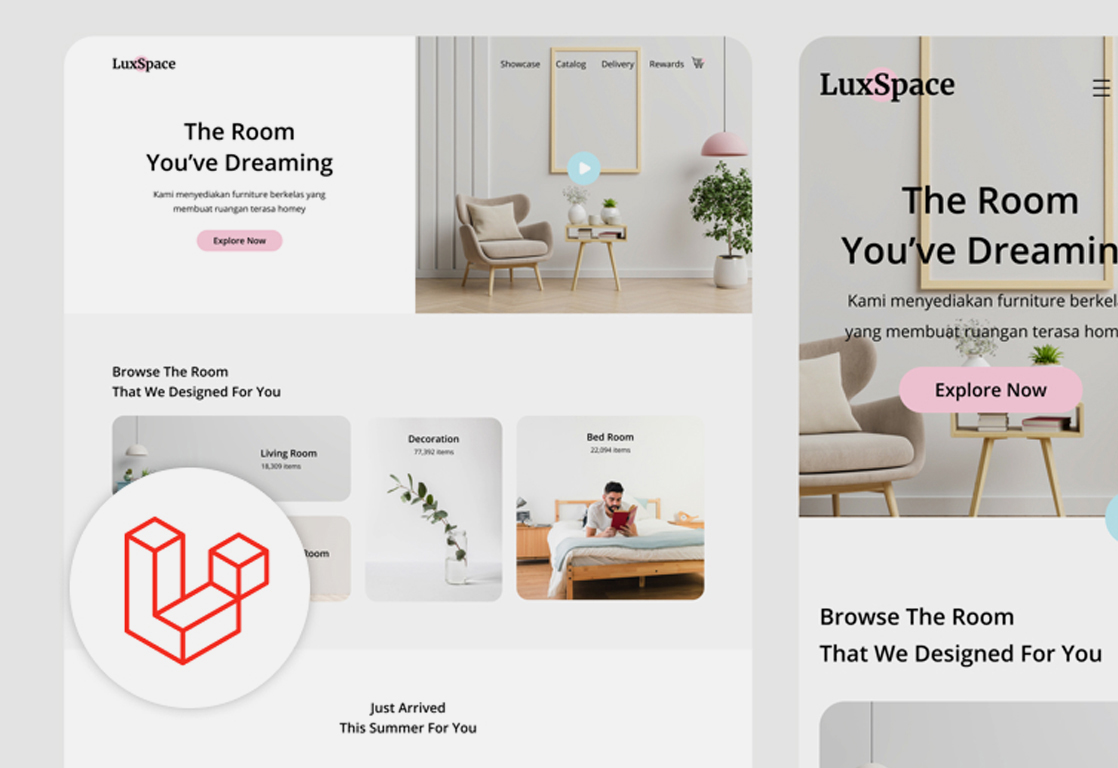 LuxSpace
Showcase Catalog Delivery Rewards
The Room
You've Dreaming
Kami menyediakan furniture berkelas yang
membuat ruangan terasa homey
Explore Now
Browse The Room
That We Designed For You
Living Room
18,309 items
Decoration
77,392 items
Bed Room
22,094 items
Room
Just Arrived
This Summer For You
LuxSpace
The Room
You've Dreamin
Kami menyediakan furniture berkel
yang membuat ruangan terasa hom
Explore Now
Browse The Room
That We Designed For You